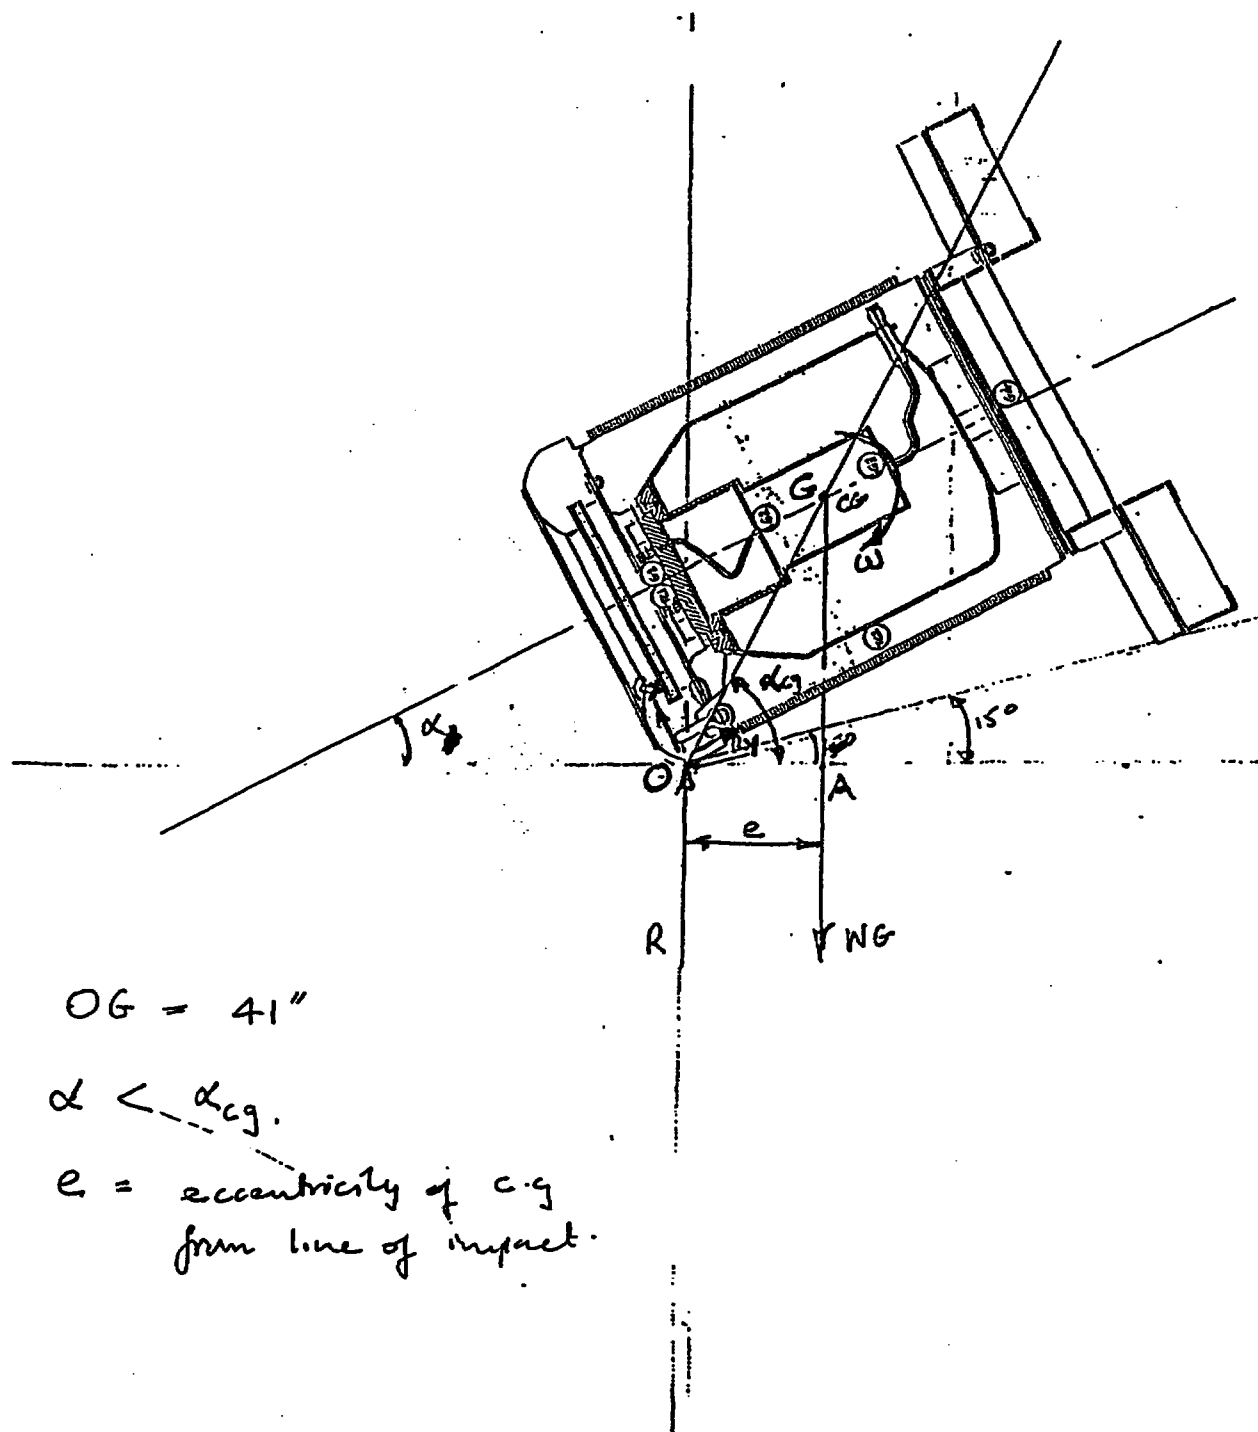 G
CG
ω
αcg
α
15°
O
A
e
R
WG
OG = 41"
α < αcg.
e = eccentricity of c.g
from line of impact.